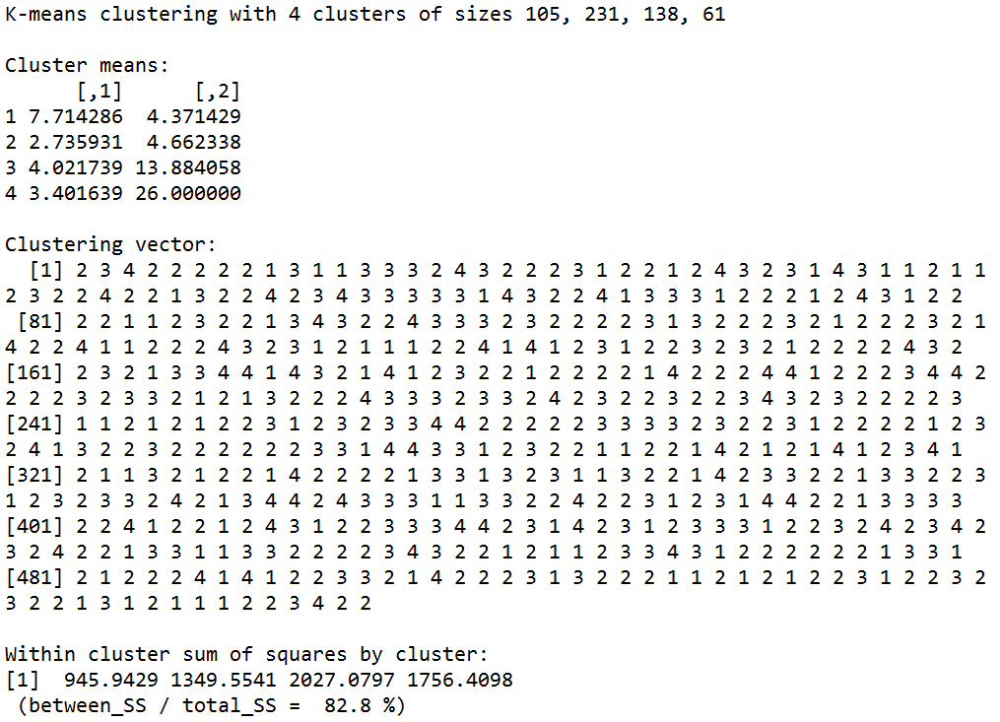 K-means clustering with 4 clusters of sizes 105, 231, 138, 61
Cluster means:
      [,1]      [,2]
1 7.714286  4.371429
2 2.735931  4.662338
3 4.021739 13.884058
4 3.401639 26.000000
Clustering vector:
  [1] 2 3 4 2 2 2 2 2 1 3 1 1 3 3 3 2 4 3 2 2 2 3 1 2 2 1 2 4 3 2 3 1 4 3 1 1 2 1 1
2 3 2 2 4 2 2 1 3 2 2 4 2 3 4 3 3 3 3 3 1 4 3 2 2 4 1 3 3 3 1 2 2 2 1 2 4 3 1 2 2
 [81] 2 2 1 1 2 3 2 2 1 3 4 3 2 2 4 3 3 3 2 3 2 2 2 2 3 1 3 2 2 2 3 2 1 2 2 2 3 2 1
4 2 2 4 1 1 2 2 2 4 3 2 3 1 2 1 1 1 2 2 4 1 4 1 2 3 1 2 2 3 2 3 2 1 2 2 2 2 4 3 2
[161] 2 3 2 1 3 3 4 4 1 4 3 2 1 4 1 2 3 2 2 1 2 2 2 2 1 4 2 2 2 4 4 1 2 2 2 3 4 4 2
2 2 2 3 2 3 3 2 1 2 1 3 2 2 2 4 3 3 3 2 3 3 2 4 2 3 2 2 3 2 2 3 4 3 2 3 2 2 2 2 3
[241] 1 1 2 1 2 1 2 2 3 1 2 3 2 3 3 4 4 2 2 2 2 2 3 3 3 3 2 3 2 2 3 1 2 2 2 2 1 2 3
2 4 1 3 2 2 3 2 2 2 2 2 2 3 3 1 4 4 3 3 1 2 3 2 2 1 1 2 2 1 4 2 1 2 1 4 1 2 3 4 1
[321] 2 1 1 3 2 1 2 2 1 4 2 2 2 2 1 3 3 1 3 2 3 1 1 3 2 2 1 4 2 3 3 2 2 1 3 3 2 2 3
1 2 3 2 3 3 2 4 2 1 3 4 4 2 4 3 3 3 1 1 3 3 2 2 4 2 2 3 1 2 3 1 4 4 2 2 1 3 3 3 3
[401] 2 2 4 1 2 2 1 2 4 3 1 2 2 3 3 3 4 4 2 3 1 4 2 3 1 2 3 3 3 1 2 2 3 2 4 2 3 4 2
3 2 4 2 2 1 3 3 1 1 3 3 2 2 2 2 3 4 3 2 2 1 2 1 1 2 3 3 4 3 1 2 2 2 2 2 2 1 3 3 1
[481] 2 1 2 2 2 4 1 4 1 2 2 3 3 2 1 4 2 2 2 3 1 3 2 2 2 1 1 2 1 2 1 2 2 3 1 2 2 3 2
3 2 2 1 3 1 2 1 1 1 2 2 3 4 2 2
Within cluster sum of squares by cluster:
[1]  945.9429 1349.5541 2027.0797 1756.4098
 (between_SS / total_SS =  82.8 %)